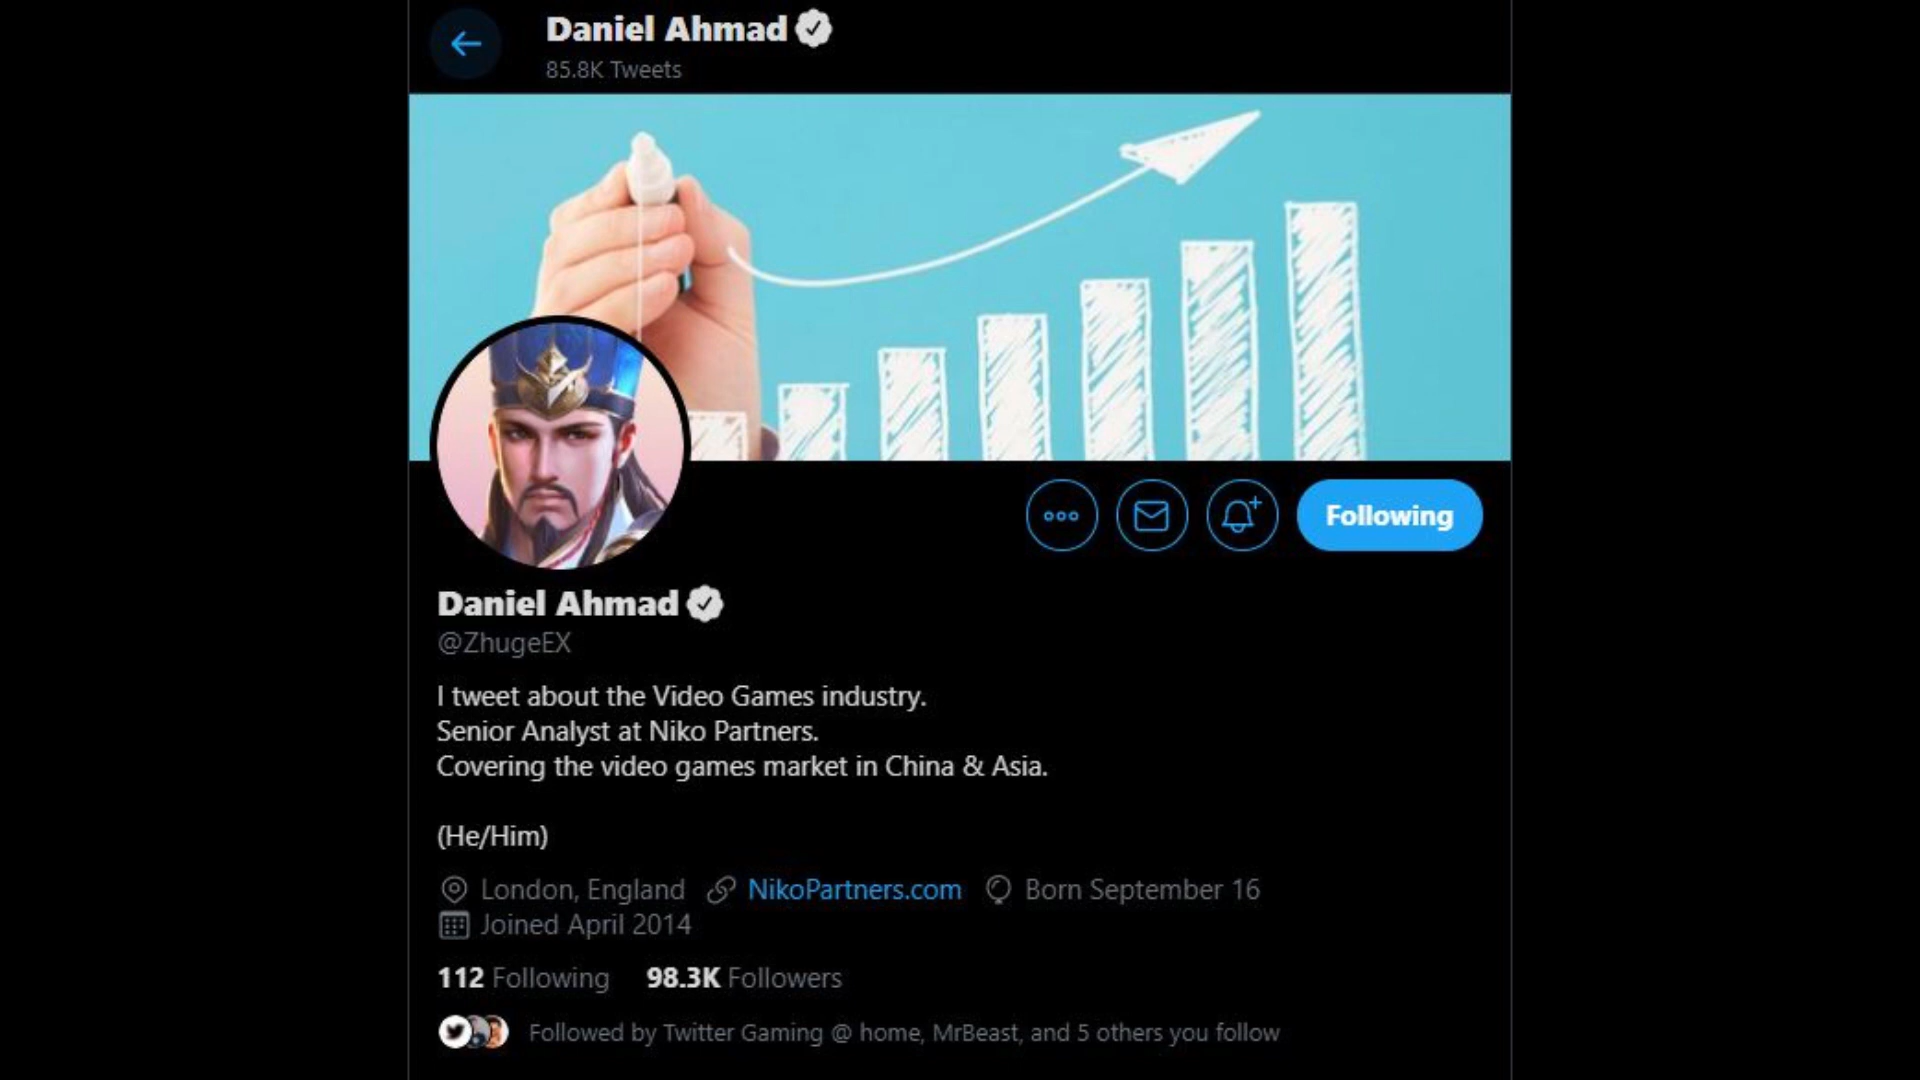 Daniel Ahmad
85.8K Tweets
Following
Daniel Ahmad
@ZhugeEX
I tweet about the Video Games industry.
Senior Analyst at Niko Partners.
Covering the video games market in China & Asia.
(He/Him)
London, England NikoPartners.com Born September 16
Joined April 2014
112 Following 98.3K Followers
Followed by Twitter Gaming @ home, MrBeast, and 5 others you follow